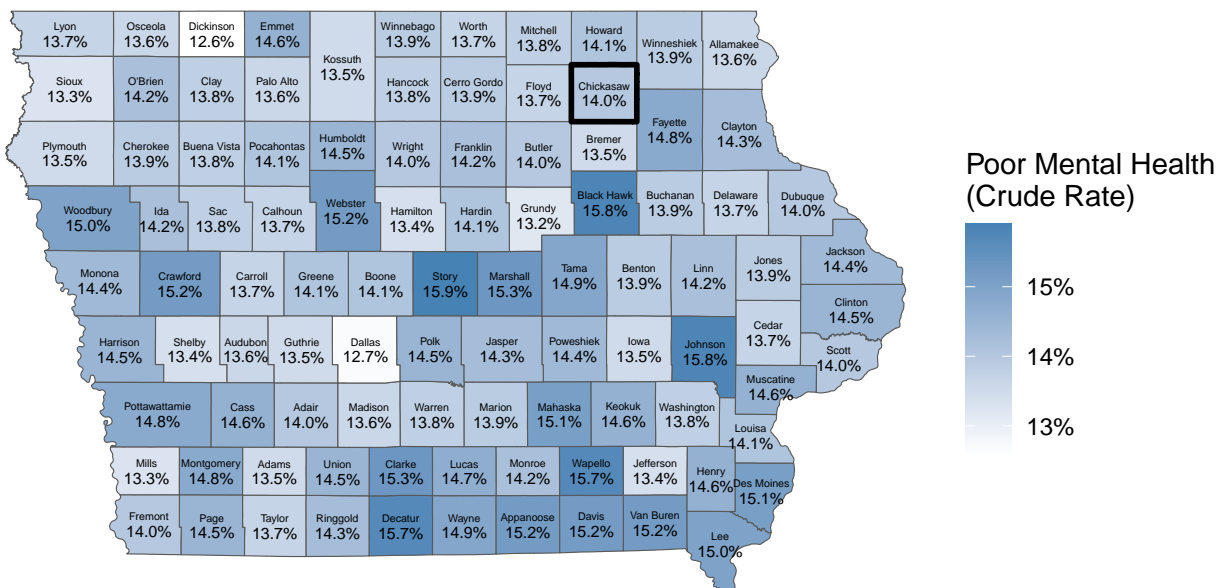 Lyon
13.7%
Osceola
13.6%
Dickinson
12.6%
Emmet
14.6%
Kossuth
13.5%
Winnebago
13.9%
Worth
13.7%
Mitchell
13.8%
Howard
14.1%
Winneshiek
13.9%
Allamakee
13.6%
Sioux
13.3%
O'Brien
14.2%
Clay
13.8%
Palo Alto
13.6%
Hancock
13.8%
Cerro Gordo
13.9%
Floyd
13.7%
Chickasaw
14.0%
Fayette
14.8%
Clayton
14.3%
Plymouth
13.5%
Cherokee
13.9%
Buena Vista
13.8%
Pocahontas
14.1%
Humboldt
14.5%
Wright
14.0%
Franklin
14.2%
Butler
14.0%
Bremer
13.5%
Woodbury
15.0%
Ida
14.2%
Sac
13.8%
Calhoun
13.7%
Webster
15.2%
Hamilton
13.4%
Hardin
14.1%
Grundy
13.2%
Black Hawk
15.8%
Buchanan
13.9%
Delaware
13.7%
Dubuque
14.0%
Monona
14.4%
Crawford
15.2%
Carroll
13.7%
Greene
14.1%
Boone
14.1%
Story
15.9%
Marshall
15.3%
Tama
14.9%
Benton
13.9%
Linn
14.2%
Jones
13.9%
Jackson
14.4%
Clinton
14.5%
Harrison
14.5%
Shelby
13.4%
Audubon
13.6%
Guthrie
13.5%
Dallas
12.7%
Polk
14.5%
Jasper
14.3%
Poweshiek
14.4%
Iowa
13.5%
Johnson
15.8%
Cedar
13.7%
Scott
14.0%
Muscatine
14.6%
Pottawattamie
14.8%
Cass
14.6%
Adair
14.0%
Madison
13.6%
Warren
13.8%
Marion
13.9%
Mahaska
15.1%
Keokuk
14.6%
Washington
13.8%
Louisa
14.1%
Mills
13.3%
Montgomery
14.8%
Adams
13.5%
Union
14.5%
Clarke
15.3%
Lucas
14.7%
Monroe
14.2%
Wapello
15.7%
Jefferson
13.4%
Henry
14.6%
Des Moines
15.1%
Fremont
14.0%
Page
14.5%
Taylor
13.7%
Ringgold
14.3%
Decatur
15.7%
Wayne
14.9%
Appanoose
15.2%
Davis
15.2%
Van Buren
15.2%
Lee
15.0%
Poor Mental Health
(Crude Rate)
15%
14%
13%